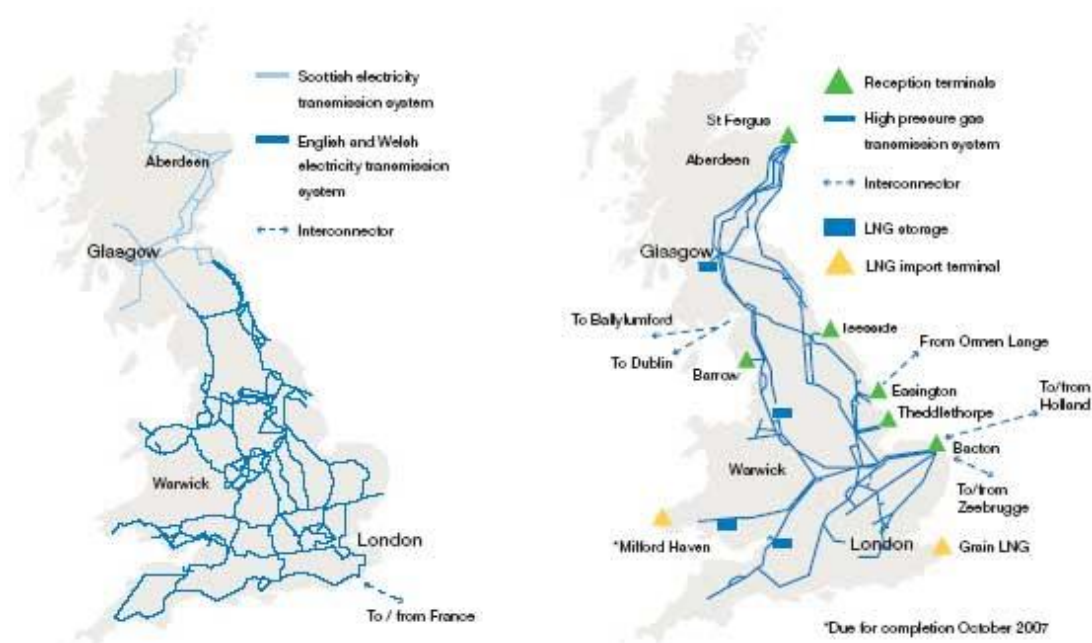 Scottish electricity
transmission system
English and Welsh
electricity transmission
system
Interconnector
Aberdeen
Glasgow
Warwick
London
To / from France
Reception terminals
High pressure gas
transmission system
Interconnector
LNG storage
LNG import terminal
St Fergus
Aberdeen
Glasgow
To Ballylumford
To Dublin
Barrow
Teesside
From Ormen Lange
Easington
Theddlethorpe
To/from
Holland
Bacton
To/from
Zeebrugge
Warwick
*Milford Haven
London
Grain LNG
*Due for completion October 2007